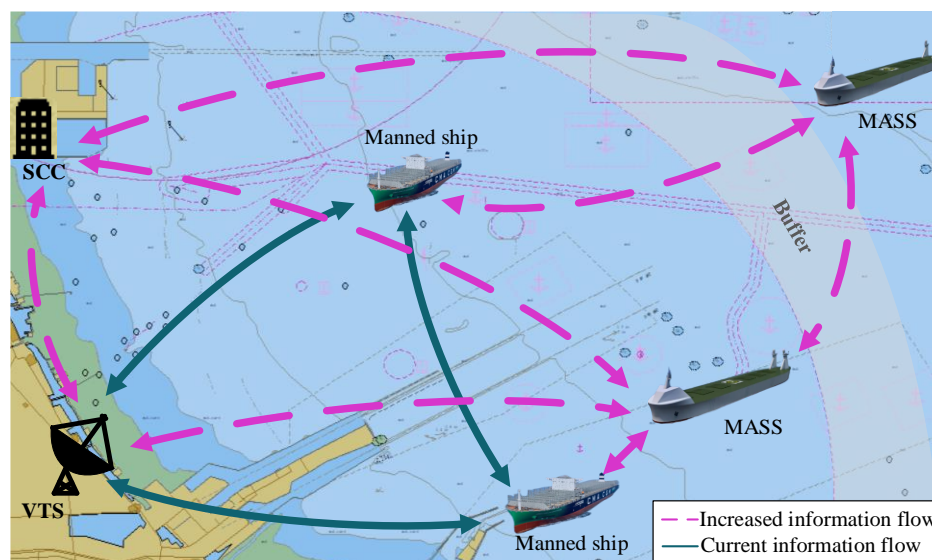 Manned ship
MASS
SCC
Buffer
MASS
VTS
Manned ship
Increased information flow
Current information flow